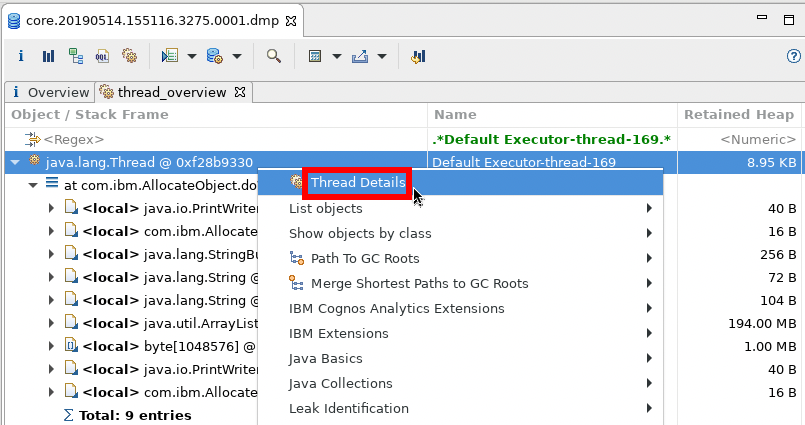 core.20190514.155116.3275.0001.dmp
Overview thread_overview
Object / Stack Frame Name Retained Heap
<Regex> .*Default Executor-thread-169.* <Numeric>
java.lang.Thread @ 0xf28b9330 Default Executor-thread-169 8.95 KB
at com.ibm.AllocateObject.do
Thread Details
<local> java.io.PrintWriter 40 B
List objects
<local> com.ibm.Allocate 16 B
Show objects by class
<local> java.lang.StringBu 256 B
Path To GC Roots
<local> java.lang.String @ 72 B
Merge Shortest Paths to GC Roots
<local> java.lang.String @ 104 B
IBM Cognos Analytics Extensions
<local> java.util.ArrayList 194.00 MB
IBM Extensions
<local> byte[1048576] @ 1.00 MB
Java Basics
<local> java.io.PrintWriter 40 B
Java Collections
<local> com.ibm.Allocate 16 B
Leak Identification
Σ Total: 9 entries